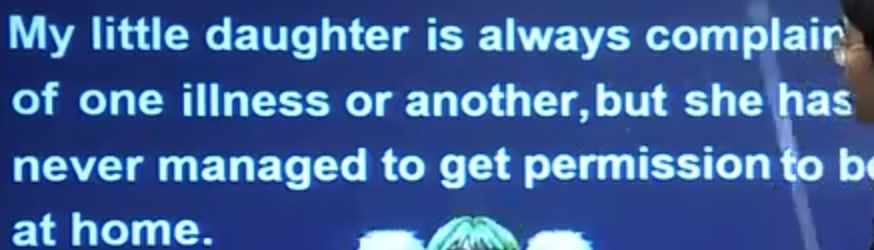 My little daughter is always complain
of one illness or another,but she has
never managed to get permission to be
at home.